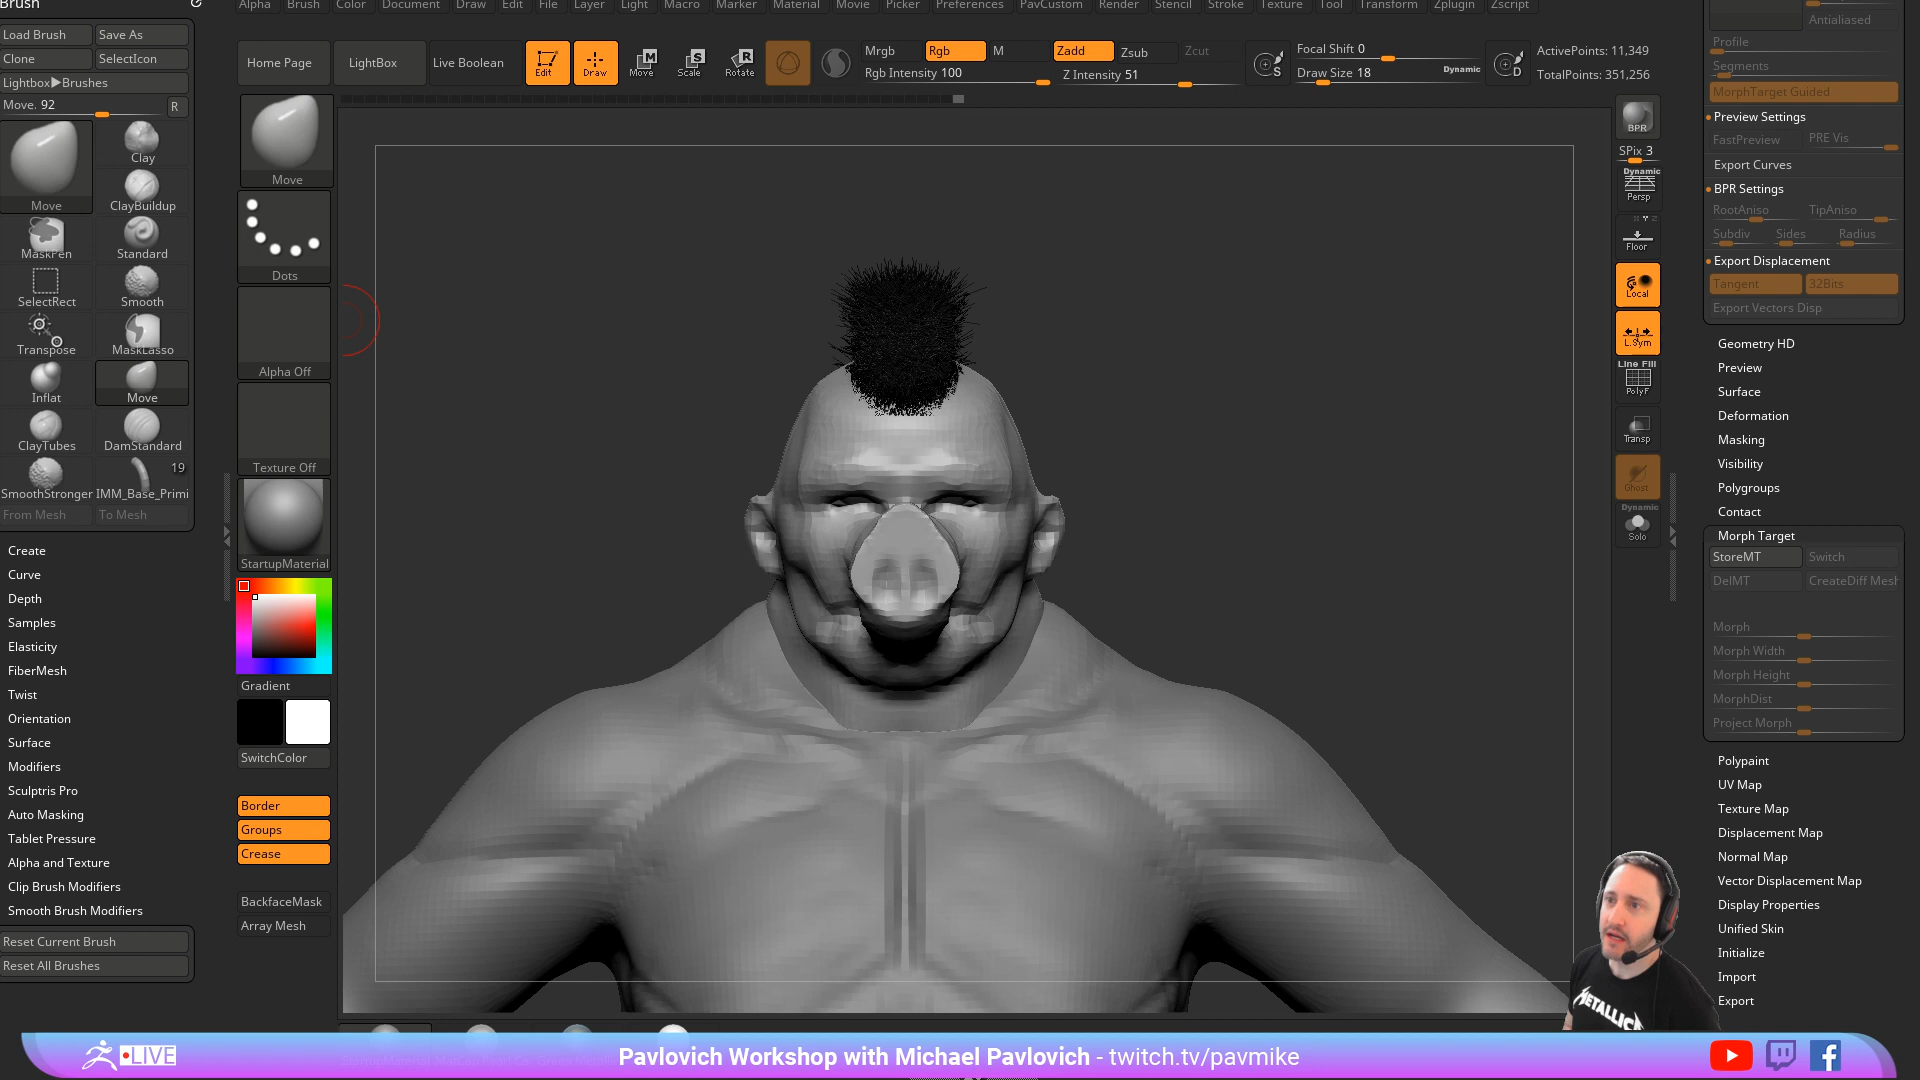 Brush
Alpha Brush Color Document Draw Edit File Layer Light Macro Marker Material Movie Picker Preferences PavCustom Render Stencil Stroke Texture Tool Transform Zplugin Zscript
Load Brush Save As
Clone SelectIcon
Lightbox▶Brushes
Move. 92 R
Move
Clay
ClayBuildup
MaskPen Standard
SelectRect Smooth
Transpose MaskLasso
Inflat Move
ClayTubes DamStandard
19
SmoothStronger IMM_Base_Primi
From Mesh To Mesh
Create
Curve
Depth
Samples
Elasticity
FiberMesh
Twist
Orientation
Surface
Modifiers
Sculptris Pro
Auto Masking
Tablet Pressure
Alpha and Texture
Clip Brush Modifiers
Smooth Brush Modifiers
Reset Current Brush
Reset All Brushes
Home Page LightBox Live Boolean
Edit Draw Move Scale Rotate
M S R
Mrgb Rgb M
Rgb Intensity 100
Zadd Zsub Zcut
Z Intensity 51
S
Focal Shift 0
Draw Size 18 Dynamic
D
ActivePoints: 11,349
TotalPoints: 351,256
Move
Dots
Alpha Off
Texture Off
StartupMaterial
Gradient
SwitchColor
Border
Groups
Crease
BackfaceMask
Array Mesh
BPR
SPix 3
Dynamic
Persp
Floor
Local
L.Sym
Line Fill
PolyF
Transp
Ghost
Dynamic
Solo
Antialiased
Profile
Segments
MorphTarget Guided
Preview Settings
FastPreview PRE Vis
Export Curves
BPR Settings
RootAniso TipAniso
Subdiv Sides Radius
Export Displacement
Tangent 32Bits
Export Vectors Disp
Geometry HD
Preview
Surface
Deformation
Masking
Visibility
Polygroups
Contact
Morph Target
StoreMT Switch
DelMT CreateDiff Mesh
Morph
Morph Width
Morph Height
MorphDist
Project Morph
Polypaint
UV Map
Texture Map
Displacement Map
Normal Map
Vector Displacement Map
Display Properties
Unified Skin
Initialize
Import
Export
METALLICA
LIVE
Pavlovich Workshop with Michael Pavlovich - twitch.tv/pavmike